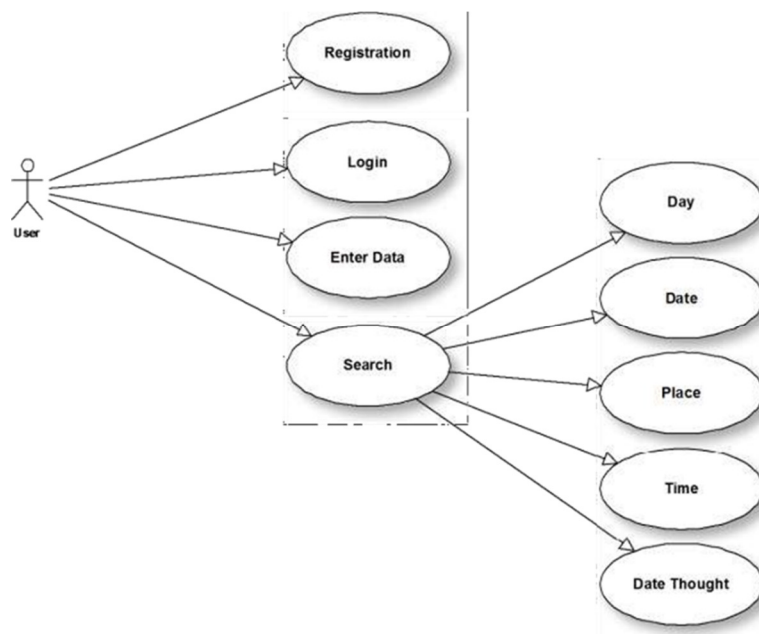 Registration
Login
User
Enter Data
Search
Day
Date
Place
Time
Date Thought